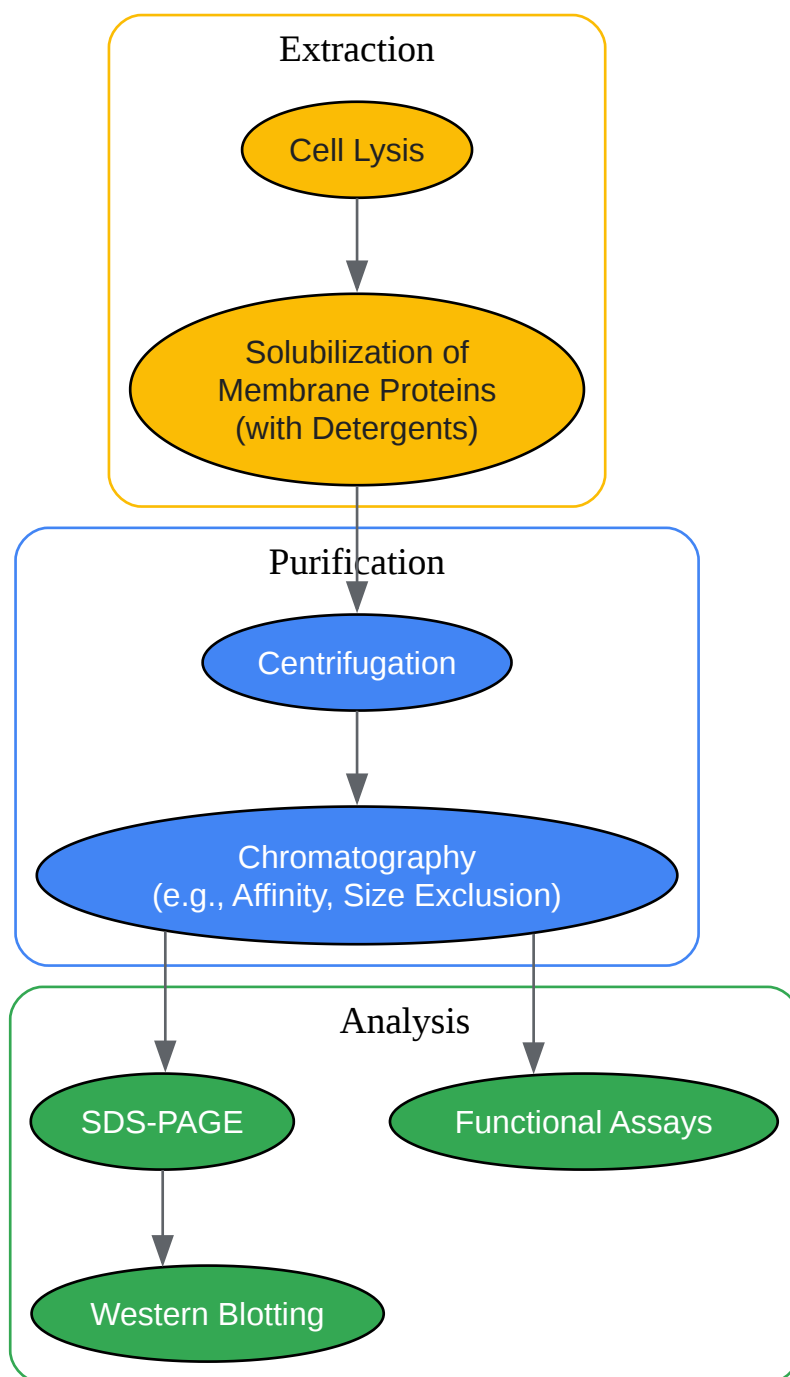 Extraction
Cell Lysis
Solubilization of
Membrane Proteins
(with Detergents)
Purification
Centrifugation
Chromatography
(e.g., Affinity, Size Exclusion)
Analysis
SDS-PAGE
Functional Assays
Western Blotting